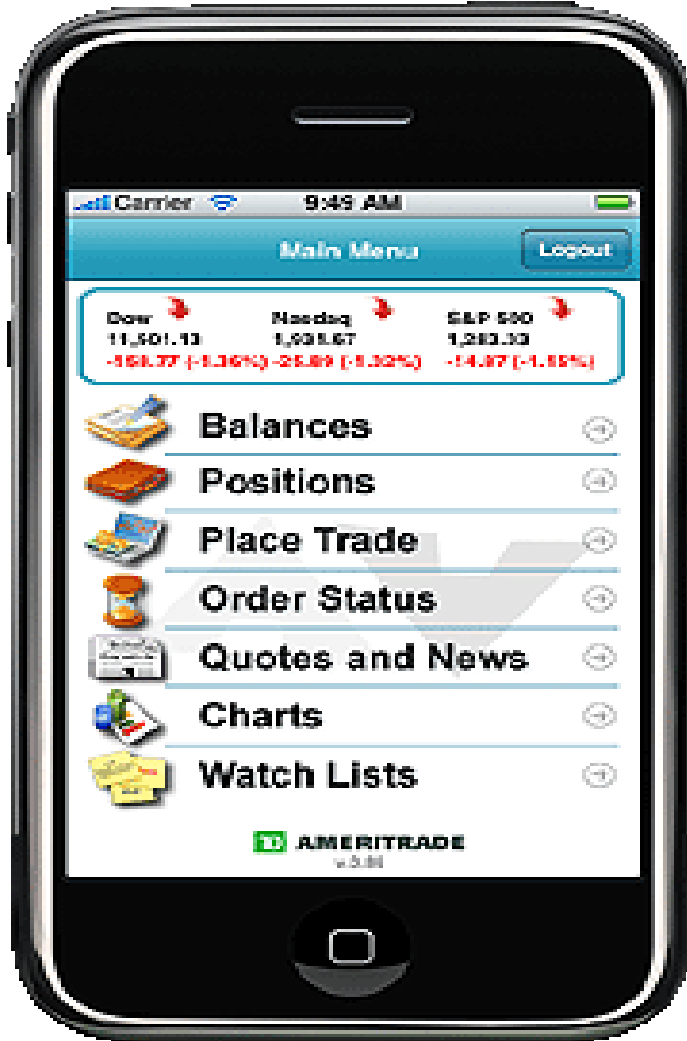 Carrier 9:49 AM
Main Menu Logout
Dow Nasdaq S&P 500
Balances
Positions
Place Trade
Order Status
Quotes and News
Charts
Watch Lists
TD AMERITRADE